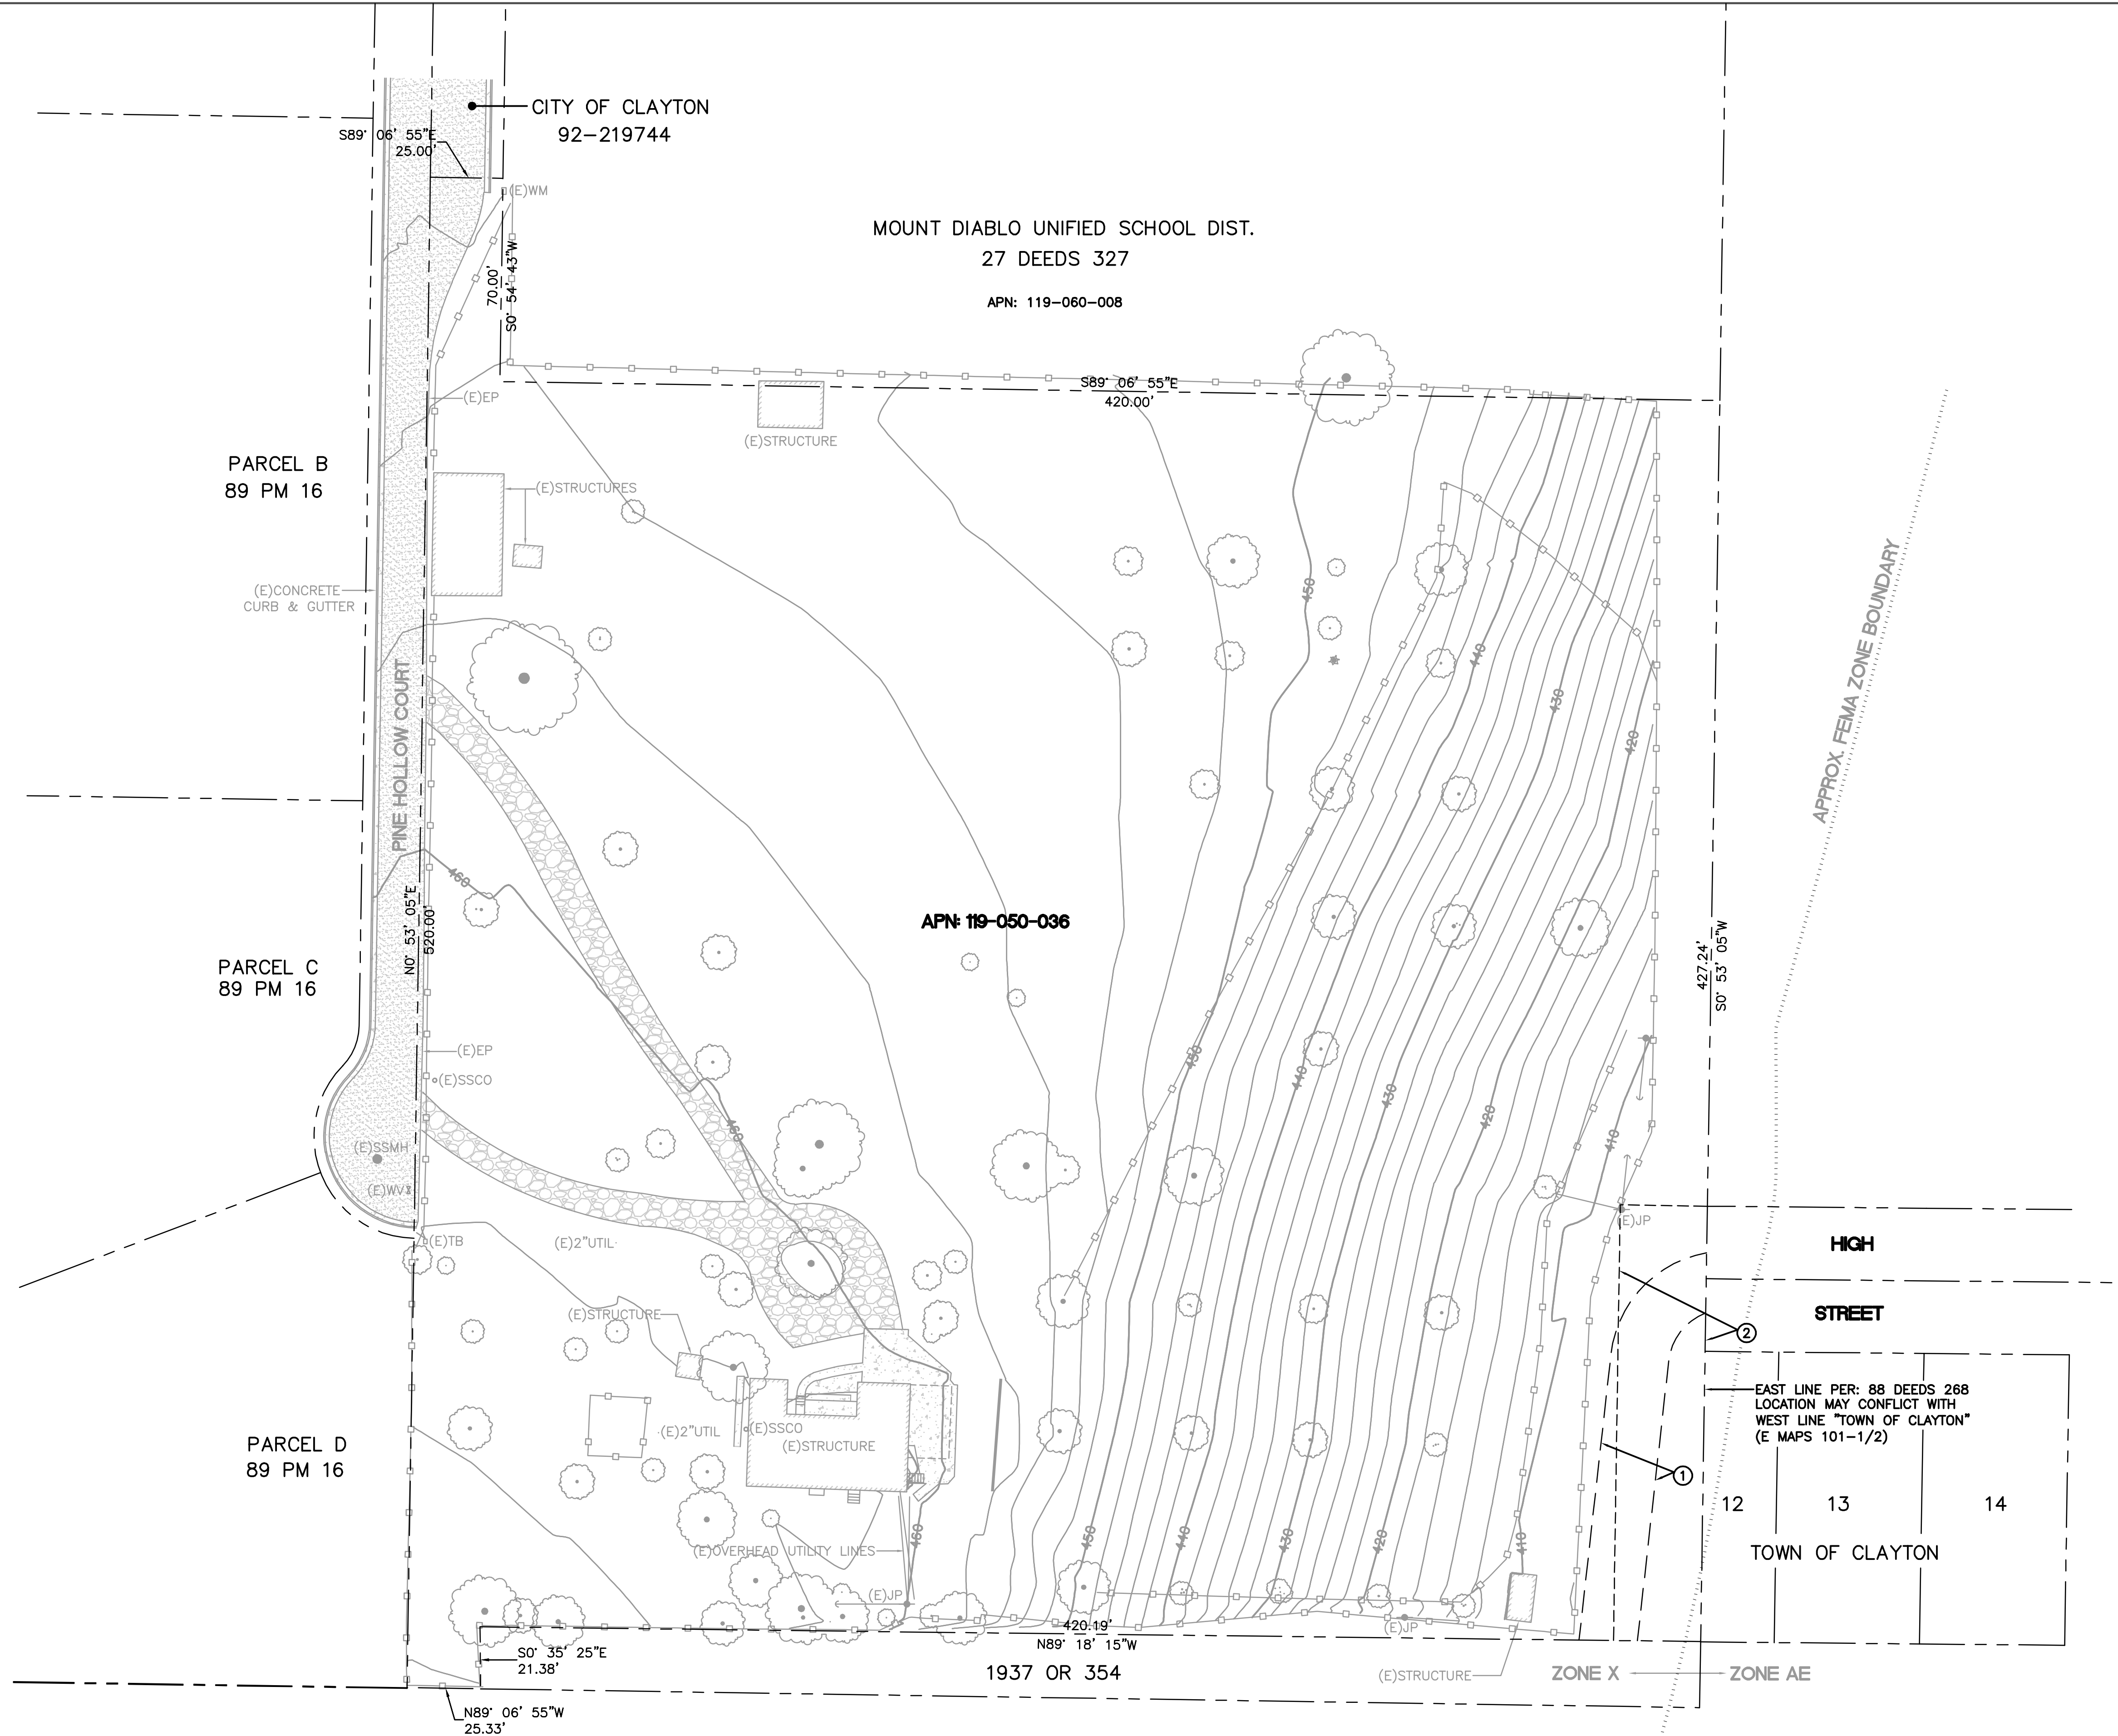 CITY OF CLAYTON
92-219744
S89° 06' 55"E
25.00'
(E)WM
MOUNT DIABLO UNIFIED SCHOOL DIST.
27 DEEDS 327
APN: 119-060-008
70.00'
S0° 54' 43"W
S89° 06' 55"E
420.00'
(E)EP
(E)STRUCTURE
PARCEL B
89 PM 16
(E)STRUCTURES
(E)CONCRETE
CURB & GUTTER
450
440
430
420
APPROX. FEMA ZONE BOUNDARY
PINE HOLLOW COURT
460
N0° 53' 05"E
520.00'
APN: 119-050-036
427.24'
S0° 53' 05"W
PARCEL C
89 PM 16
(E)EP
(E)SSCO
450
440
430
420
410
460
(E)SSMH
(E)WV3
(E)TB
(E)2"UTIL
(E)JP
HIGH
STREET
2
(E)STRUCTURE
EAST LINE PER: 88 DEEDS 268
LOCATION MAY CONFLICT WITH
WEST LINE "TOWN OF CLAYTON"
(E MAPS 101-1/2)
(E)2"UTIL
(E)SSCO
(E)STRUCTURE
PARCEL D
89 PM 16
1
12
13
14
TOWN OF CLAYTON
(E)OVERHEAD UTILITY LINES
460
450
440
430
420
410
(E)JP
(E)JP
420.19'
N89° 18' 15"W
S0° 35' 25"E
21.38'
1937 OR 354
(E)STRUCTURE
ZONE X
ZONE AE
N89° 06' 55"W
25.33'